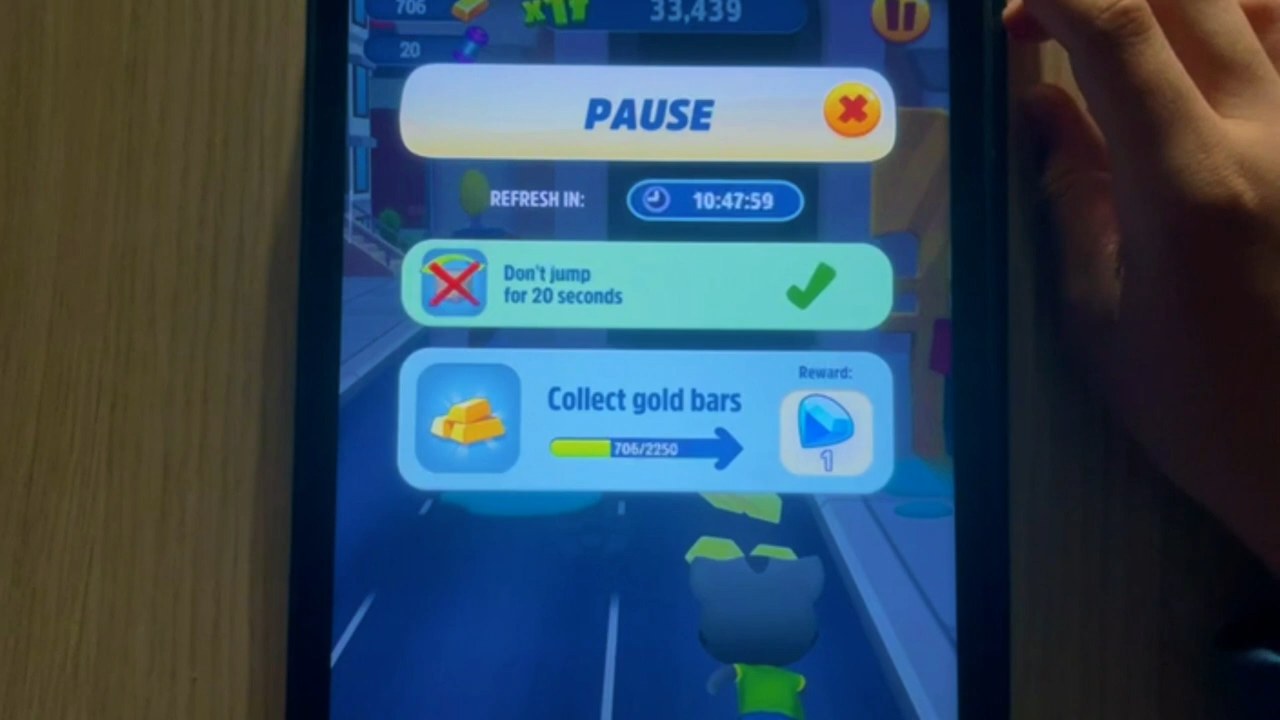 706
33,439
20
PAUSE
REFRESH IN:
10:47:59
Don't jump
for 20 seconds
Collect gold bars
706/2250
Reward:
1